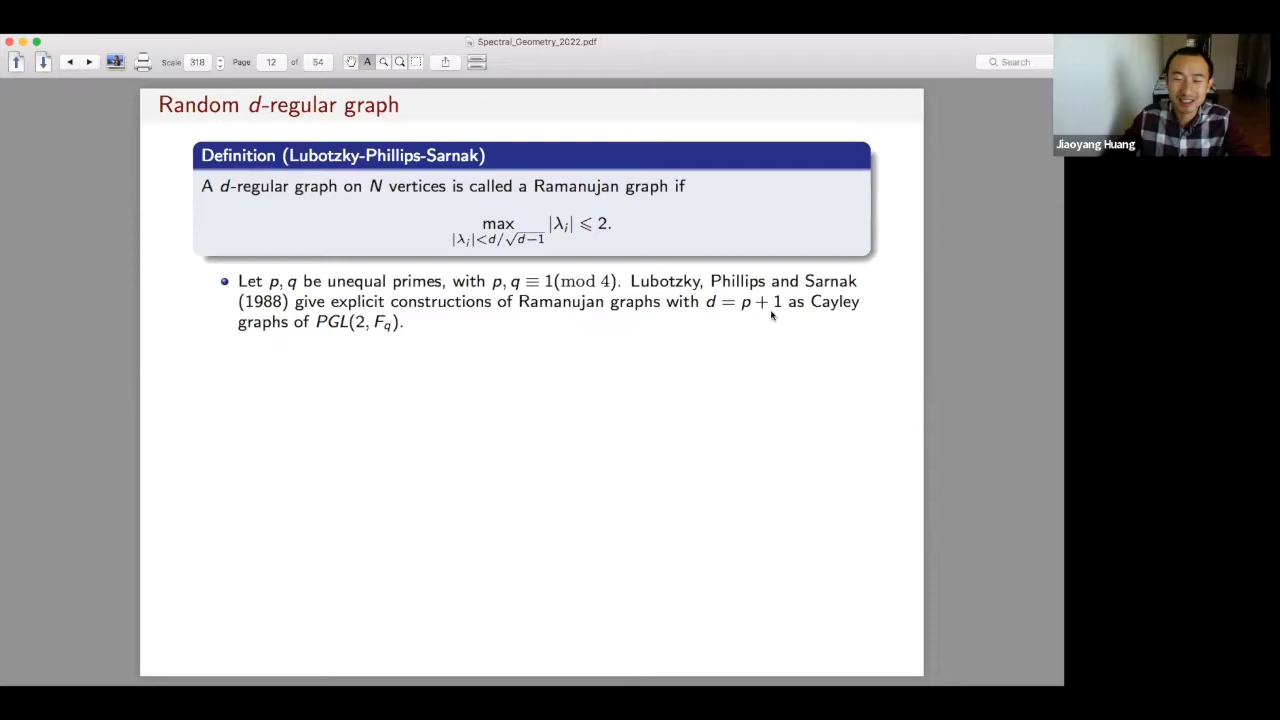 Spectral_Geometry_2022.pdf
Scale 318 Page 12 of 54 A Search
Random d-regular graph
Definition (Lubotzky-Phillips-Sarnak)
A d-regular graph on N vertices is called a Ramanujan graph if
max |λᵢ| ⩽ 2.
|λᵢ|<d/√d−1
Let p, q be unequal primes, with p, q ≡ 1(mod 4). Lubotzky, Phillips and Sarnak
(1988) give explicit constructions of Ramanujan graphs with d = p + 1 as Cayley
graphs of PGL(2, F_q).
Jiaoyang Huang